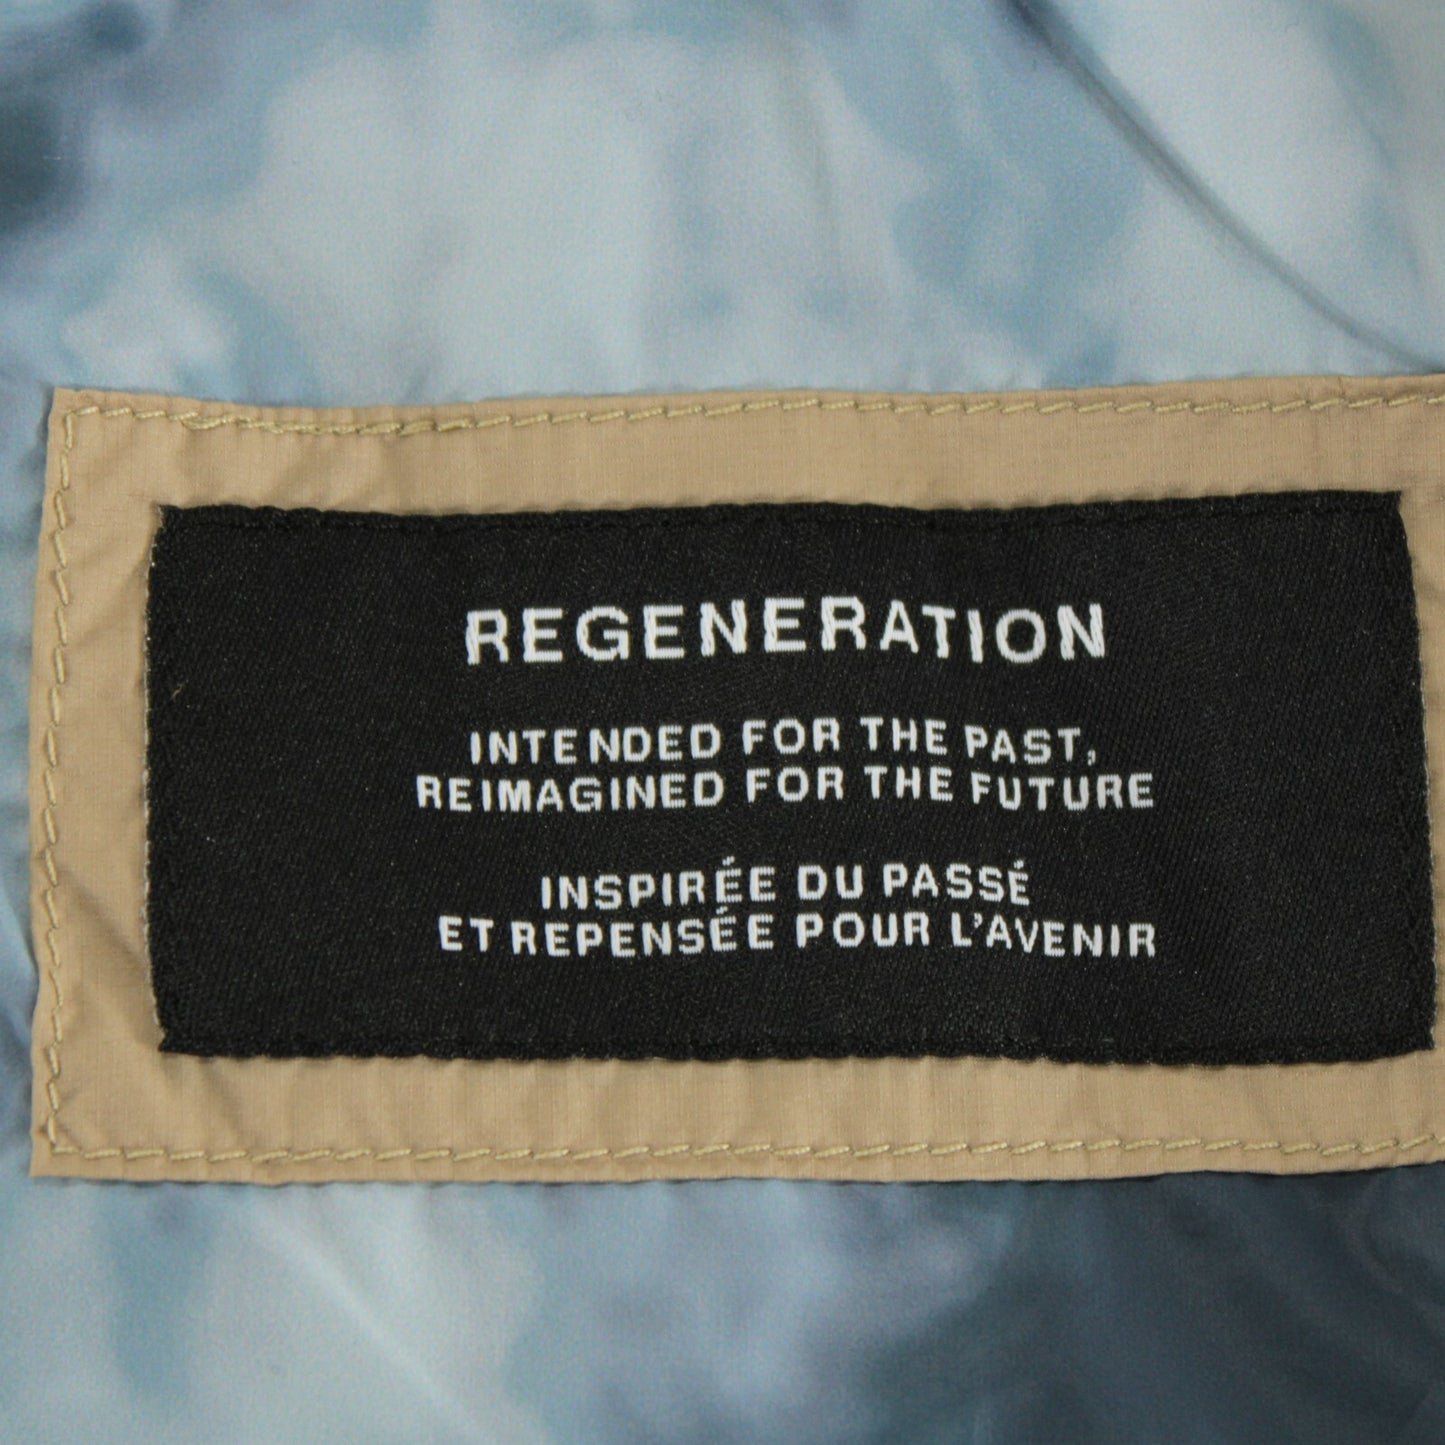 REGENERATION
INTENDED FOR THE PAST,
REIMAGINED FOR THE FUTURE
INSPIRÉE DU PASSÉ
ET REPENSÉE POUR L'AVENIR